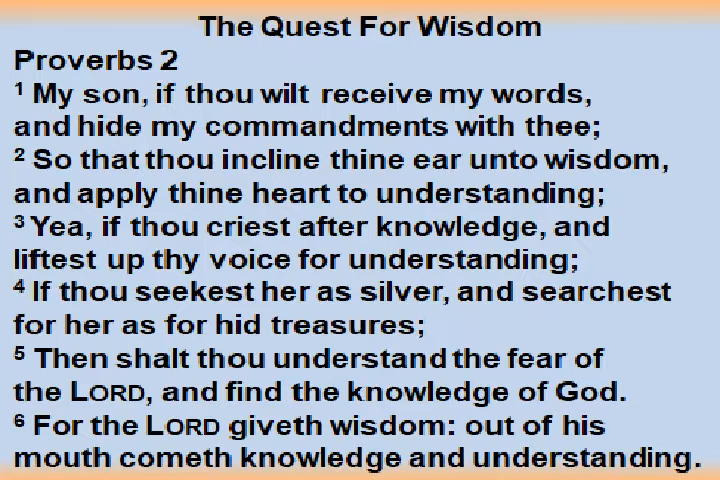 The Quest For Wisdom
Proverbs 2
¹ My son, if thou wilt receive my words,
and hide my commandments with thee;
² So that thou incline thine ear unto wisdom,
and apply thine heart to understanding;
³ Yea, if thou criest after knowledge, and
liftest up thy voice for understanding;
⁴ If thou seekest her as silver, and searchest
for her as for hid treasures;
⁵ Then shalt thou understand the fear of
the LORD, and find the knowledge of God.
⁶ For the LORD giveth wisdom: out of his
mouth cometh knowledge and understanding.